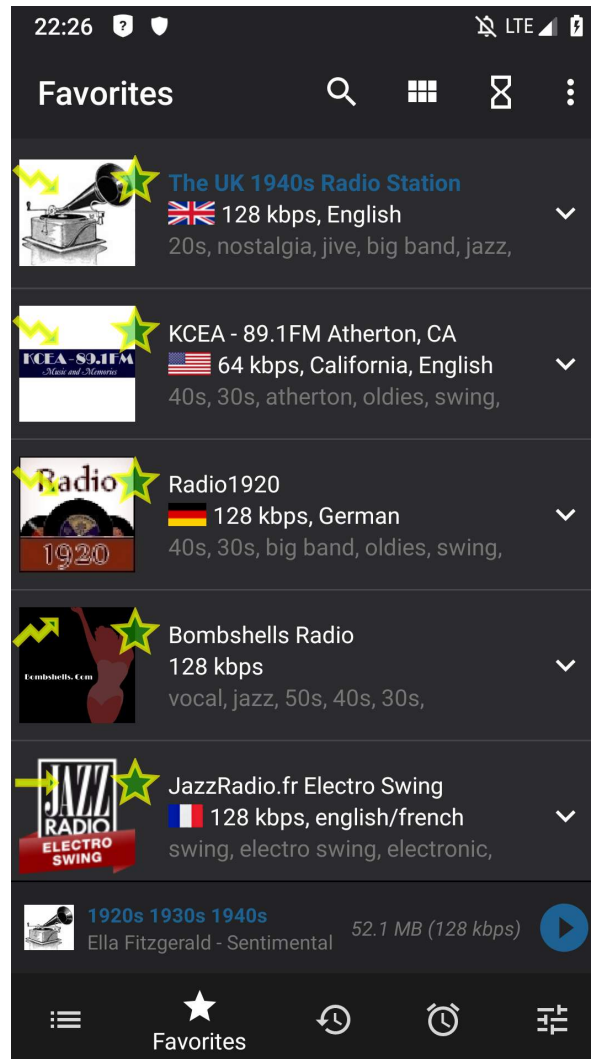 22:26
LTE
Favorites
The UK 1940s Radio Station
128 kbps, English
20s, nostalgia, jive, big band, jazz,
KCEA-89.1FM
Music and Memories
KCEA - 89.1FM Atherton, CA
64 kbps, California, English
40s, 30s, atherton, oldies, swing,
Radio
1920
Radio1920
128 kbps, German
40s, 30s, big band, oldies, swing,
Bombshells. Com
Bombshells Radio
128 kbps
vocal, jazz, 50s, 40s, 30s,
JAZZ
RADIO
ELECTRO
SWING
JazzRadio.fr Electro Swing
128 kbps, english/french
swing, electro swing, electronic,
1920s 1930s 1940s
Ella Fitzgerald - Sentimental
52.1 MB (128 kbps)
Favorites